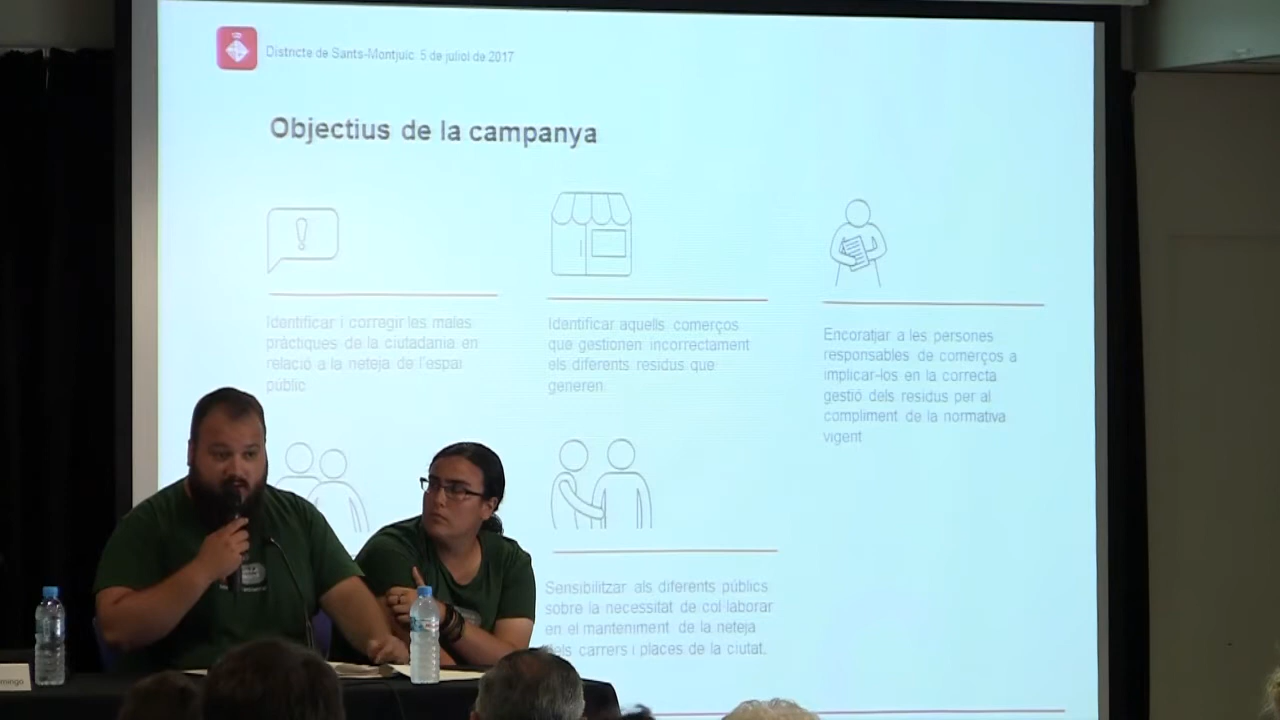 Districte de Sants-Montjuïc. 5 de juliol de 2017
Objectius de la campanya
Identificar i corregir les males
pràctiques de la ciutadania en
relació a la neteja de l'espai
públic
Identificar aquells comerços
que gestionen incorrectament
els diferents residus que
generen.
Encoratjar a les persones
responsables de comerços a
implicar-los en la correcta
gestió dels residus per al
compliment de la normativa
vigent
Sensibilitzar als diferents públics
sobre la necessitat de col·laborar
en el manteniment de la neteja
dels carrers i places de la ciutat.